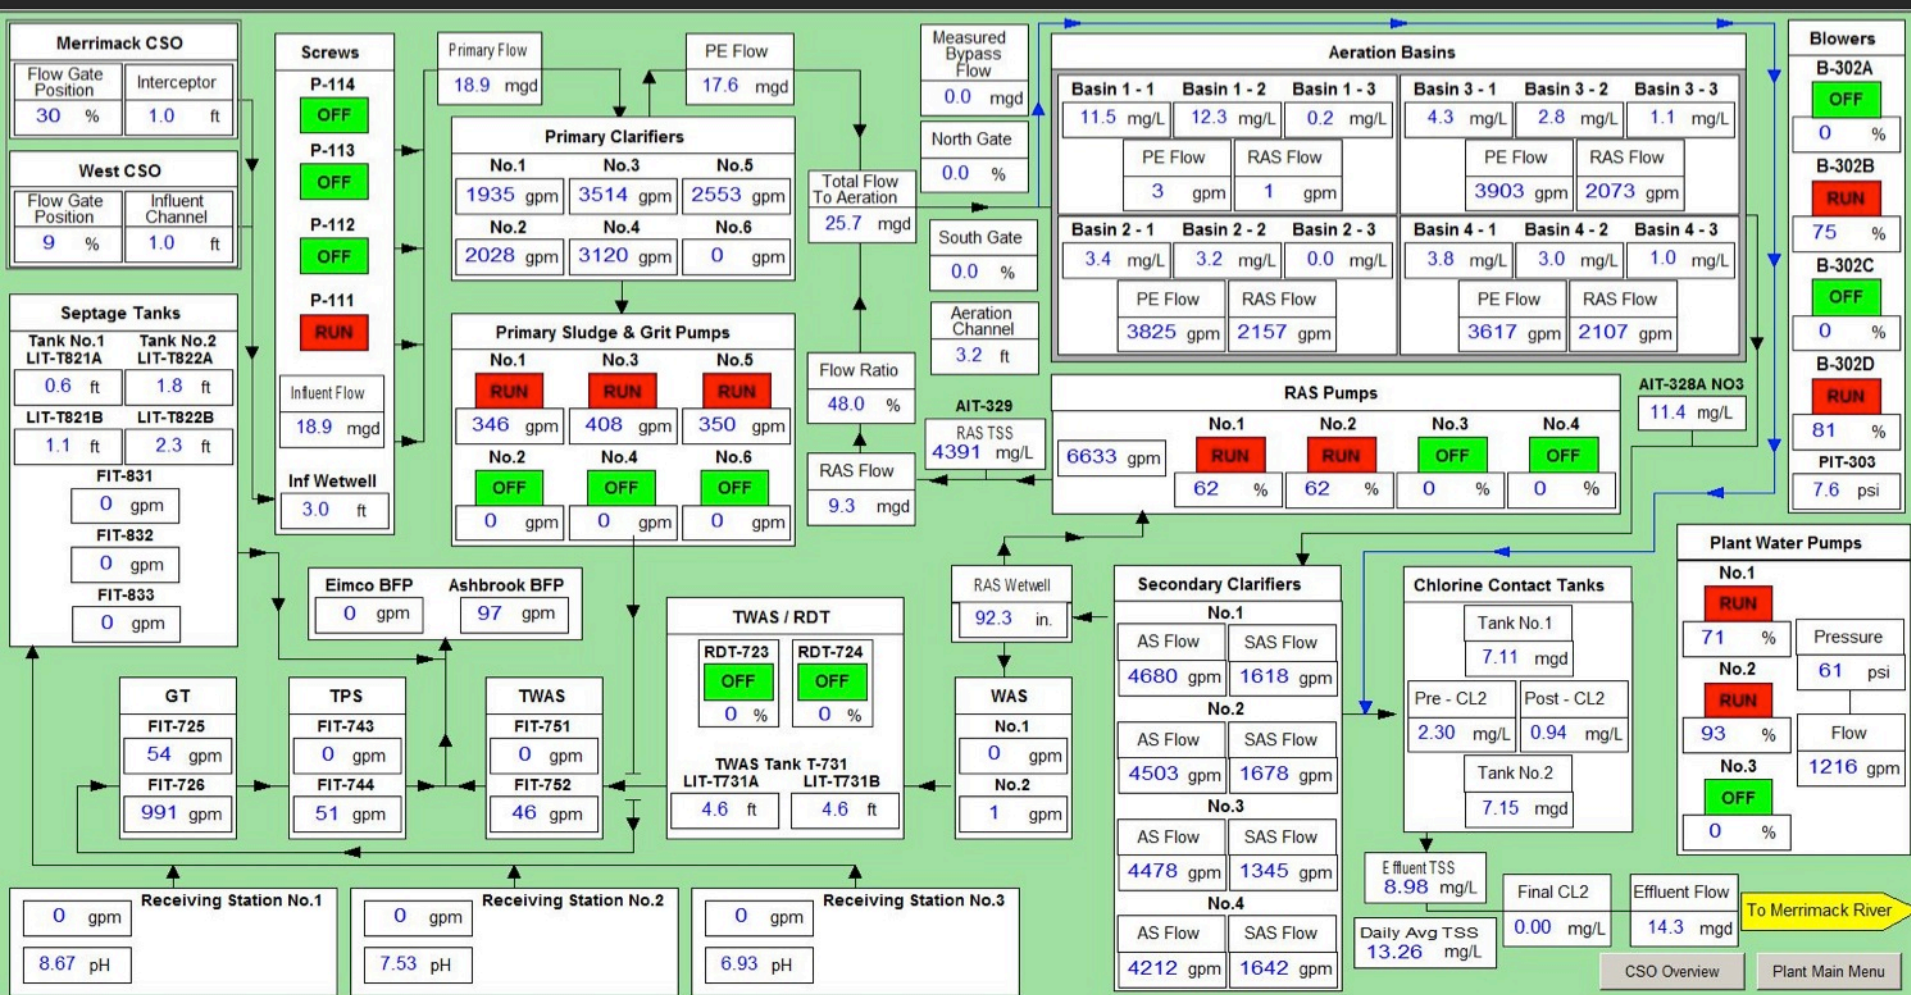 Merrimack CSO
Flow Gate Position
30 %
Interceptor
1.0 ft
West CSO
Flow Gate Position
9 %
Influent Channel
1.0 ft
Septage Tanks
Tank No.1 Tank No.2
LIT-T821A LIT-T822A
0.6 ft 1.8 ft
LIT-T821B LIT-T822B
1.1 ft 2.3 ft
FIT-831
0 gpm
FIT-832
0 gpm
FIT-833
0 gpm
Screws
P-114
OFF
P-113
OFF
P-112
OFF
P-111
RUN
Influent Flow
18.9 mgd
Inf Wetwell
3.0 ft
Primary Flow
18.9 mgd
PE Flow
17.6 mgd
Primary Clarifiers
No.1 No.3 No.5
1935 gpm 3514 gpm 2553 gpm
No.2 No.4 No.6
2028 gpm 3120 gpm 0 gpm
Primary Sludge & Grit Pumps
No.1 No.3 No.5
RUN RUN RUN
346 gpm 408 gpm 350 gpm
No.2 No.4 No.6
OFF OFF OFF
0 gpm 0 gpm 0 gpm
Total Flow To Aeration
25.7 mgd
Flow Ratio
48.0 %
RAS Flow
9.3 mgd
Measured Bypass Flow
0.0 mgd
North Gate
0.0 %
South Gate
0.0 %
Aeration Channel
3.2 ft
AIT-329
RAS TSS
4391 mg/L
Aeration Basins
Basin 1 - 1 Basin 1 - 2 Basin 1 - 3
11.5 mg/L 12.3 mg/L 0.2 mg/L
PE Flow RAS Flow
3 gpm 1 gpm
Basin 3 - 1 Basin 3 - 2 Basin 3 - 3
4.3 mg/L 2.8 mg/L 1.1 mg/L
PE Flow RAS Flow
3903 gpm 2073 gpm
Basin 2 - 1 Basin 2 - 2 Basin 2 - 3
3.4 mg/L 3.2 mg/L 0.0 mg/L
PE Flow RAS Flow
3825 gpm 2157 gpm
Basin 4 - 1 Basin 4 - 2 Basin 4 - 3
3.8 mg/L 3.0 mg/L 1.0 mg/L
PE Flow RAS Flow
3617 gpm 2107 gpm
RAS Pumps
6633 gpm
No.1 No.2 No.3 No.4
RUN RUN OFF OFF
62 % 62 % 0 % 0 %
AIT-328A NO3
11.4 mg/L
Blowers
B-302A
OFF
0 %
B-302B
RUN
75 %
B-302C
OFF
0 %
B-302D
RUN
81 %
PIT-303
7.6 psi
Eimco BFP Ashbrook BFP
0 gpm 97 gpm
GT
FIT-725
54 gpm
FIT-726
991 gpm
TPS
FIT-743
0 gpm
FIT-744
51 gpm
TWAS
FIT-751
0 gpm
FIT-752
46 gpm
TWAS / RDT
RDT-723 RDT-724
OFF OFF
0 % 0 %
TWAS Tank T-731
LIT-T731A LIT-T731B
4.6 ft 4.6 ft
RAS Wetwell
92.3 in.
WAS
No.1
0 gpm
No.2
1 gpm
Secondary Clarifiers
No.1
AS Flow SAS Flow
4680 gpm 1618 gpm
No.2
AS Flow SAS Flow
4503 gpm 1678 gpm
No.3
AS Flow SAS Flow
4478 gpm 1345 gpm
No.4
AS Flow SAS Flow
4212 gpm 1642 gpm
Chlorine Contact Tanks
Tank No.1
7.11 mgd
Pre - CL2 Post - CL2
2.30 mg/L 0.94 mg/L
Tank No.2
7.15 mgd
Plant Water Pumps
No.1
RUN
71 %
No.2
RUN
93 %
No.3
OFF
0 %
Pressure
61 psi
Flow
1216 gpm
Effluent TSS
8.98 mg/L
Daily Avg TSS
13.26 mg/L
Final CL2
0.00 mg/L
Effluent Flow
14.3 mgd
To Merrimack River
Receiving Station No.1
0 gpm
8.67 pH
Receiving Station No.2
0 gpm
7.53 pH
Receiving Station No.3
0 gpm
6.93 pH
CSO Overview
Plant Main Menu